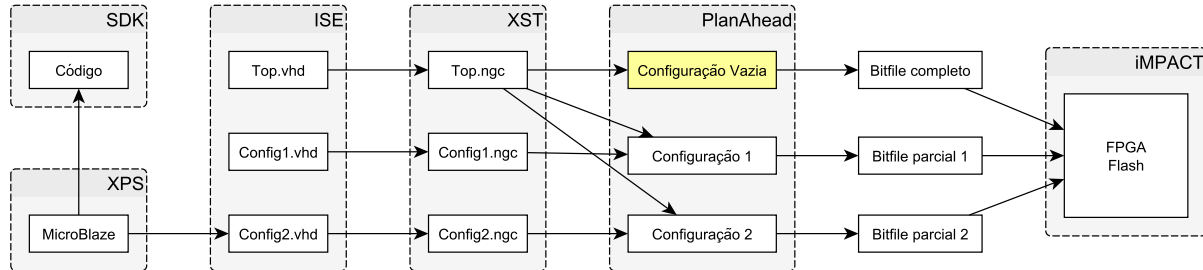 SDK
ISE
XST
PlanAhead
iMPACT
Código
Top.vhd
Top.ngc
Configuração Vazia
Bitfile completo
Config1.vhd
Config1.ngc
Configuração 1
Bitfile parcial 1
FPGA
Flash
XPS
MicroBlaze
Config2.vhd
Config2.ngc
Configuração 2
Bitfile parcial 2